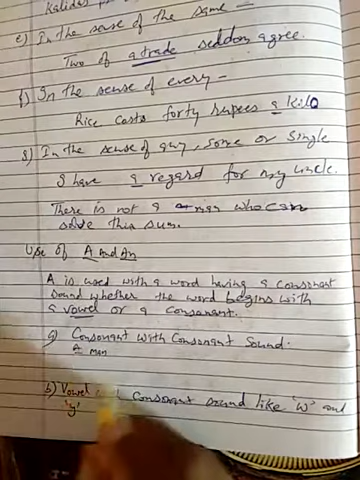 Kalidas
e) In the sense of the same —
Two of a trade seldom agree.
f) In the sense of every —
Rice costs forty rupees a kilo
g) In the sense of any, some or single
I have a regard for my uncle.
There is not a man who can
solve this sum.
Use of A and An
A is used with a word having a consonant
sound whether the word begins with
a vowel or a consonant.
a) Consonant with Consonant Sound.
A man
b) Vowel consonant sound like 'w' and
'y'